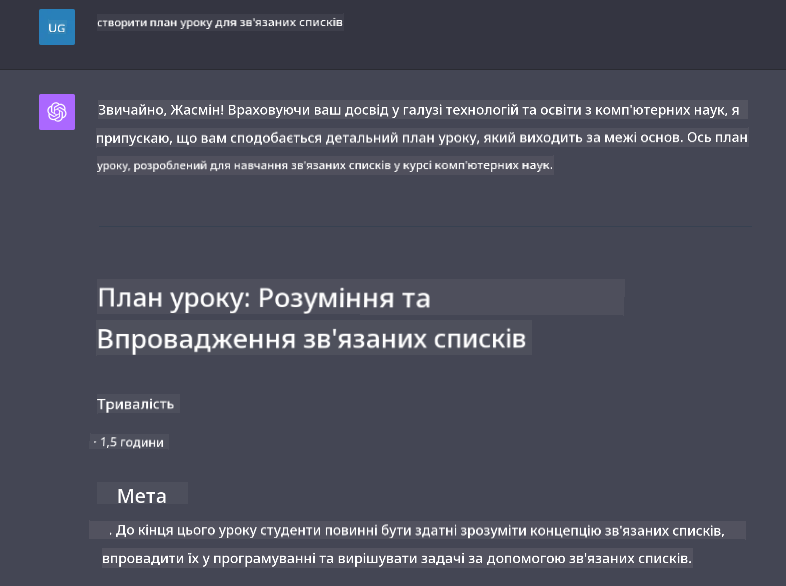 UG
створити план уроку для зв'язаних списків
Звичайно, Жасмін! Враховуючи ваш досвід у галузі технологій та освіти з комп'ютерних наук, я
припускаю, що вам сподобається детальний план уроку, який виходить за межі основ. Ось план
уроку, розроблений для навчання зв'язаних списків у курсі комп'ютерних наук.
План уроку: Розуміння та
Впровадження зв'язаних списків
Тривалість
· 1,5 години
Мета
. До кінця цього уроку студенти повинні бути здатні зрозуміти концепцію зв'язаних списків,
впровадити їх у програмуванні та вирішувати задачі за допомогою зв'язаних списків.